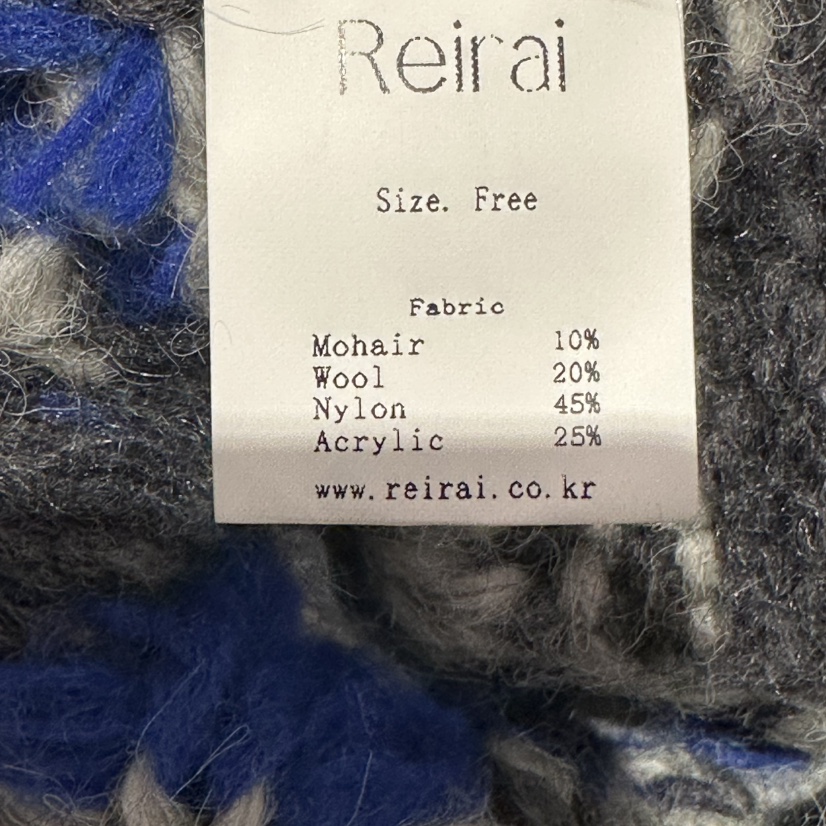 Reirai
Size. Free
Fabric
Mohair 10%
Wool 20%
Nylon 45%
Acrylic 25%
www.reirai.co.kr